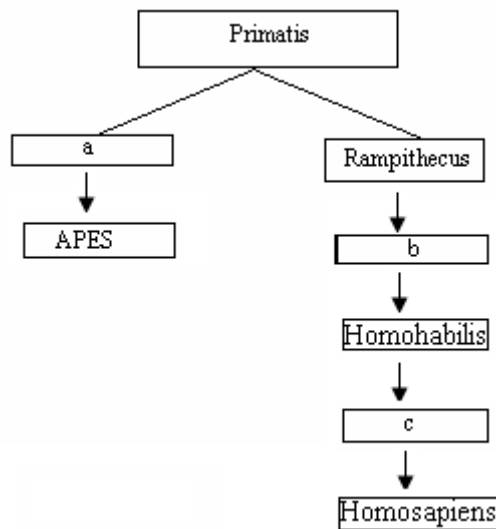 Primatis
a
Rampithecus
APES
b
Homohabilis
c
Homosapiens